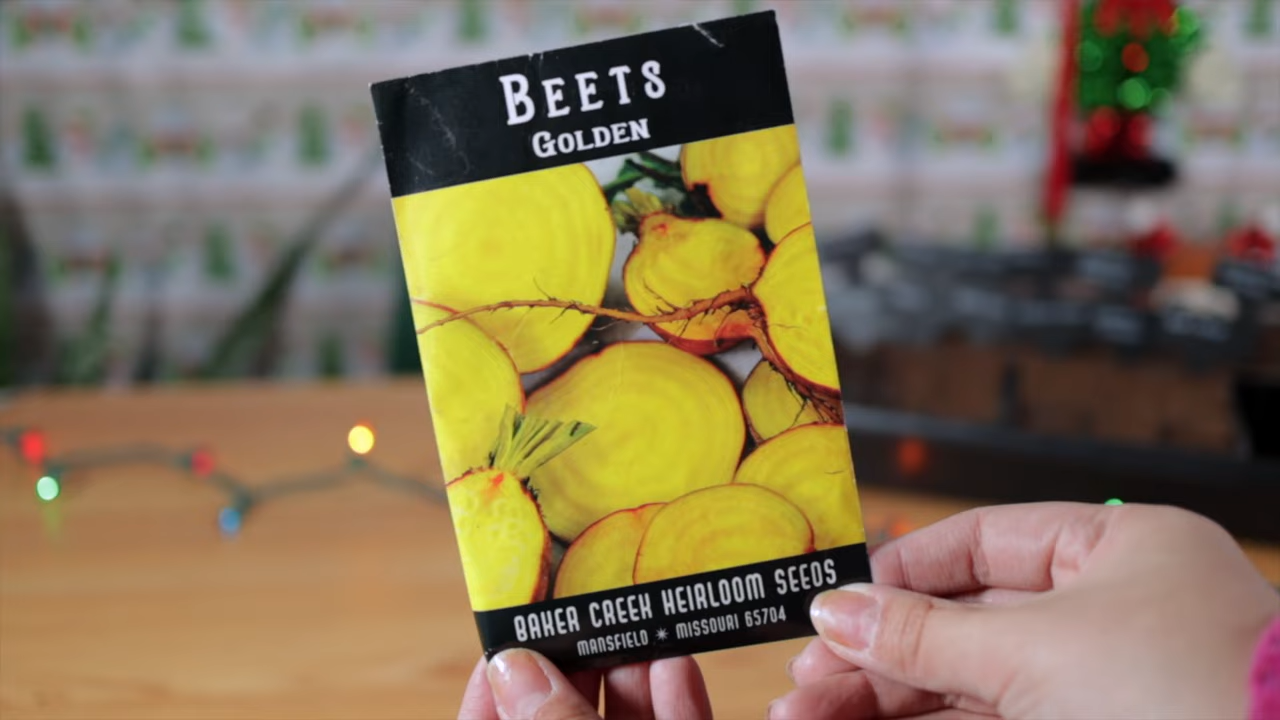 BEETS
GOLDEN
BAKER CREEK HEIRLOOM SEEDS
MANSFIELD ✷ MISSOURI 65704